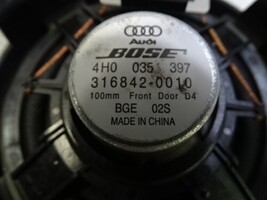 Audi
BOSE
4H0 035 397
316842-0010
100mm Front Door D4
BGE 02S
MADE IN CHINA